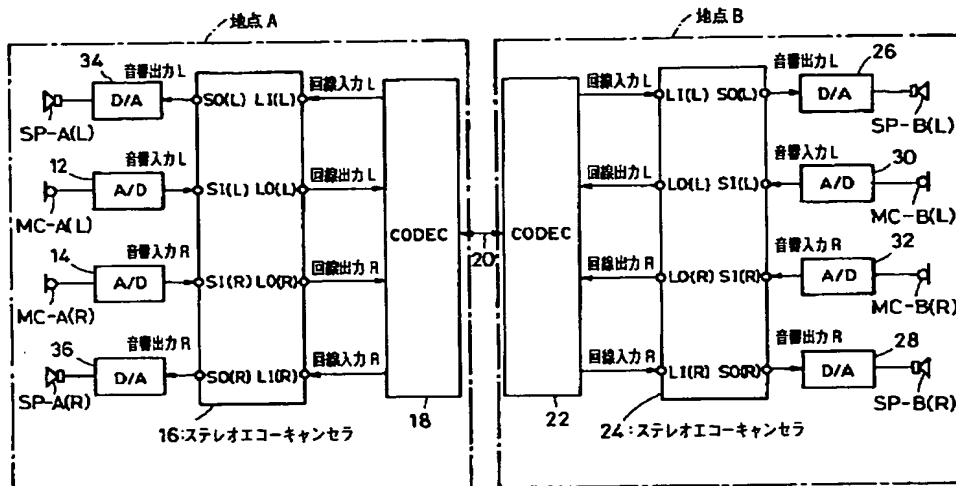 地点A
34
音響出力L
D/A
SP-A(L)
SO(L) LI(L)
回線入力L
12
音響入力L
A/D
MC-A(L)
SI(L) LO(L)
回線出力L
14
音響入力R
A/D
MC-A(R)
SI(R) LO(R)
回線出力R
36
音響出力R
D/A
SP-A(R)
SO(R) LI(R)
回線入力R
CODEC
18
16:ステレオエコーキャンセラ
20
地点B
CODEC
22
回線入力L
LI(L) SO(L)
音響出力L
26
D/A
SP-B(L)
回線出力L
LO(L) SI(L)
音響入力L
30
A/D
MC-B(L)
回線出力R
LO(R) SI(R)
音響入力R
32
A/D
MC-B(R)
回線入力R
LI(R) SO(R)
音響出力R
28
D/A
SP-B(R)
24:ステレオエコーキャンセラ